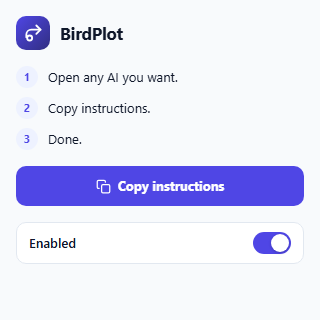 BirdPlot
1 Open any AI you want.
2 Copy instructions.
3 Done.
Copy instructions
Enabled